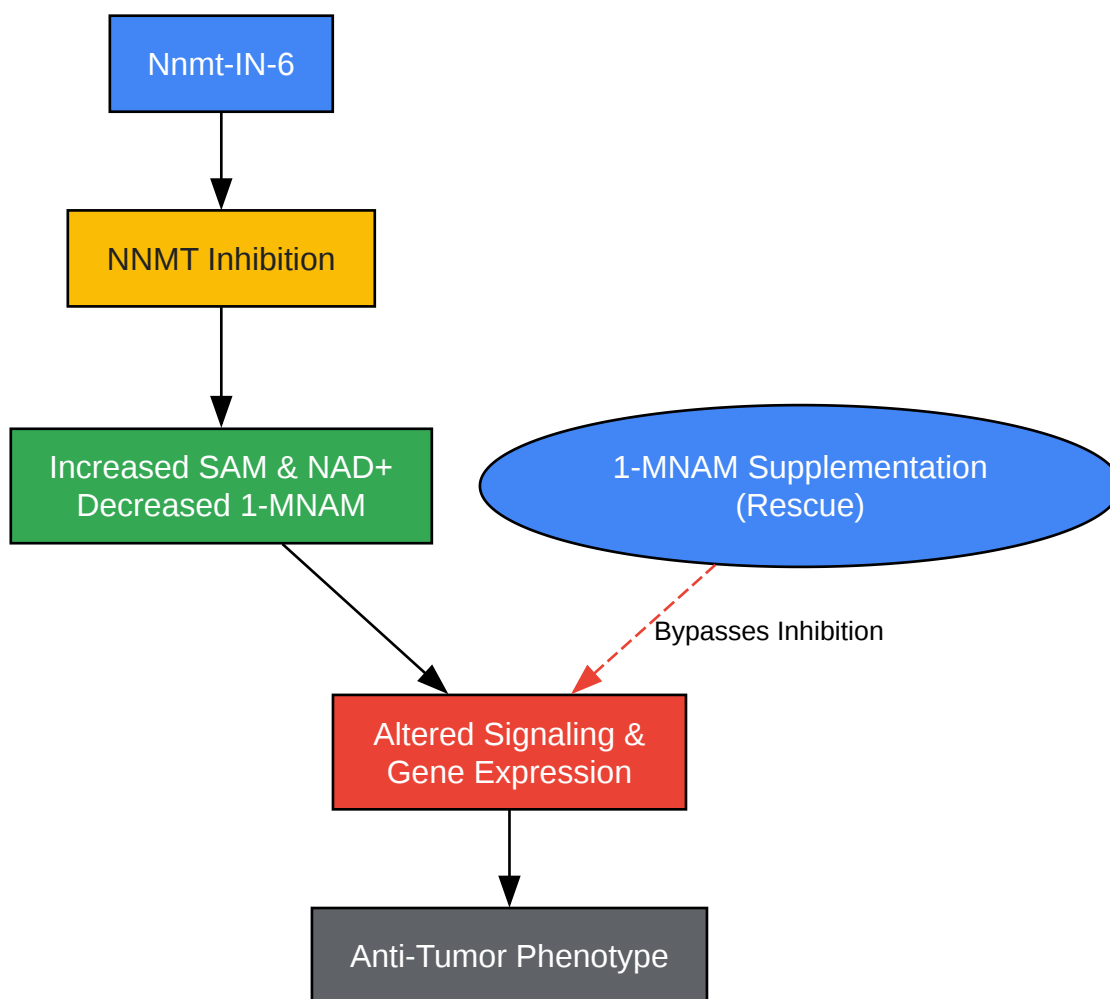 Nnmt-IN-6
NNMT Inhibition
Increased SAM & NAD+
Decreased 1-MNAM
1-MNAM Supplementation
(Rescue)
Bypasses Inhibition
Altered Signaling &
Gene Expression
Anti-Tumor Phenotype